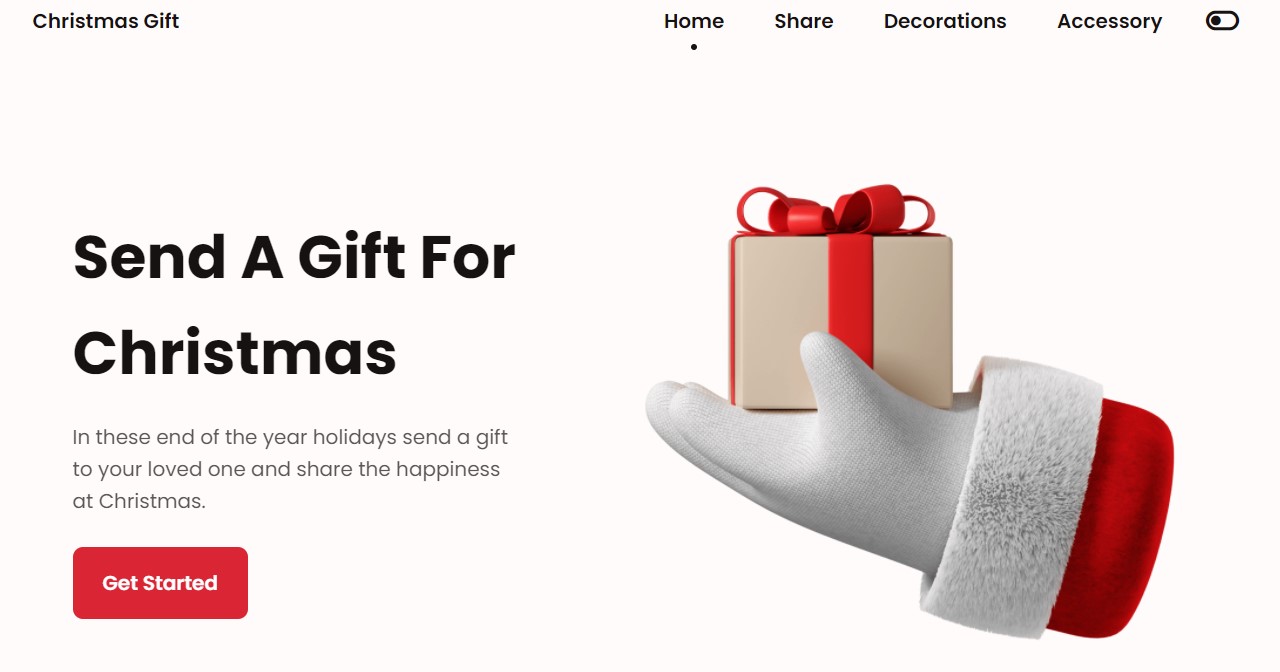 Christmas Gift
Home Share Decorations Accessory
Send A Gift For
Christmas
In these end of the year holidays send a gift
to your loved one and share the happiness
at Christmas.
Get Started